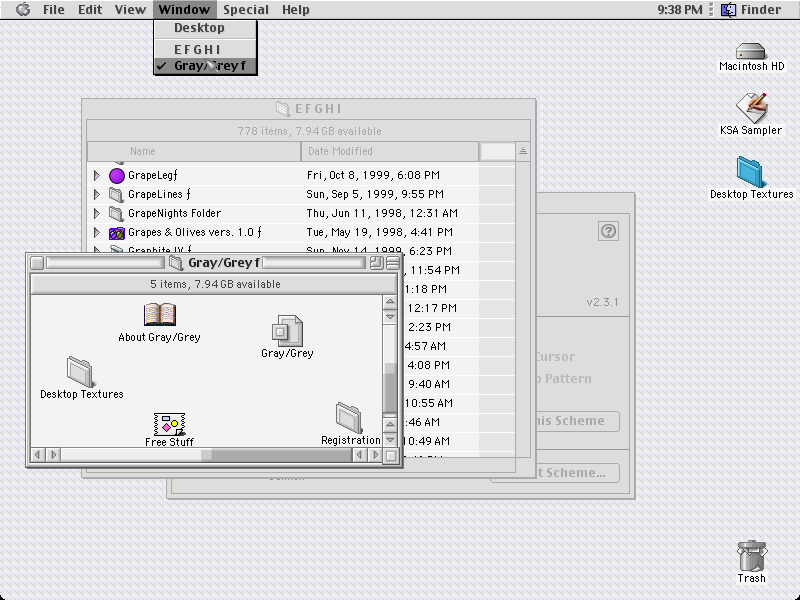 File Edit View Window Special Help 9:38 PM Finder
Desktop
E F G H I
✓ Gray/Grey ƒ
Macintosh HD
KSA Sampler
Desktop Textures
E F G H I
778 items, 7.94 GB available
Name Date Modified
GrapeLegƒ Fri, Oct 8, 1999, 6:08 PM
GrapeLines ƒ Sun, Sep 5, 1999, 9:55 PM
GrapeNights Folder Thu, Jun 11, 1998, 12:31 AM
Grapes & Olives vers. 1.0 ƒ Tue, May 19, 1998, 4:41 PM
Graphite IV ƒ Sun, Nov 14, 1999, 6:23 PM
11:54 PM
1:18 PM
12:17 PM
2:23 PM
4:57 AM
4:08 PM
9:40 AM
10:55 AM
:46 AM
10:49 AM
v2.3.1
Cursor
Pattern
his Scheme
t Scheme...
Gray/Grey ƒ
5 items, 7.94 GB available
About Gray/Grey
Gray/Grey
Desktop Textures
Free Stuff
Registration
Trash